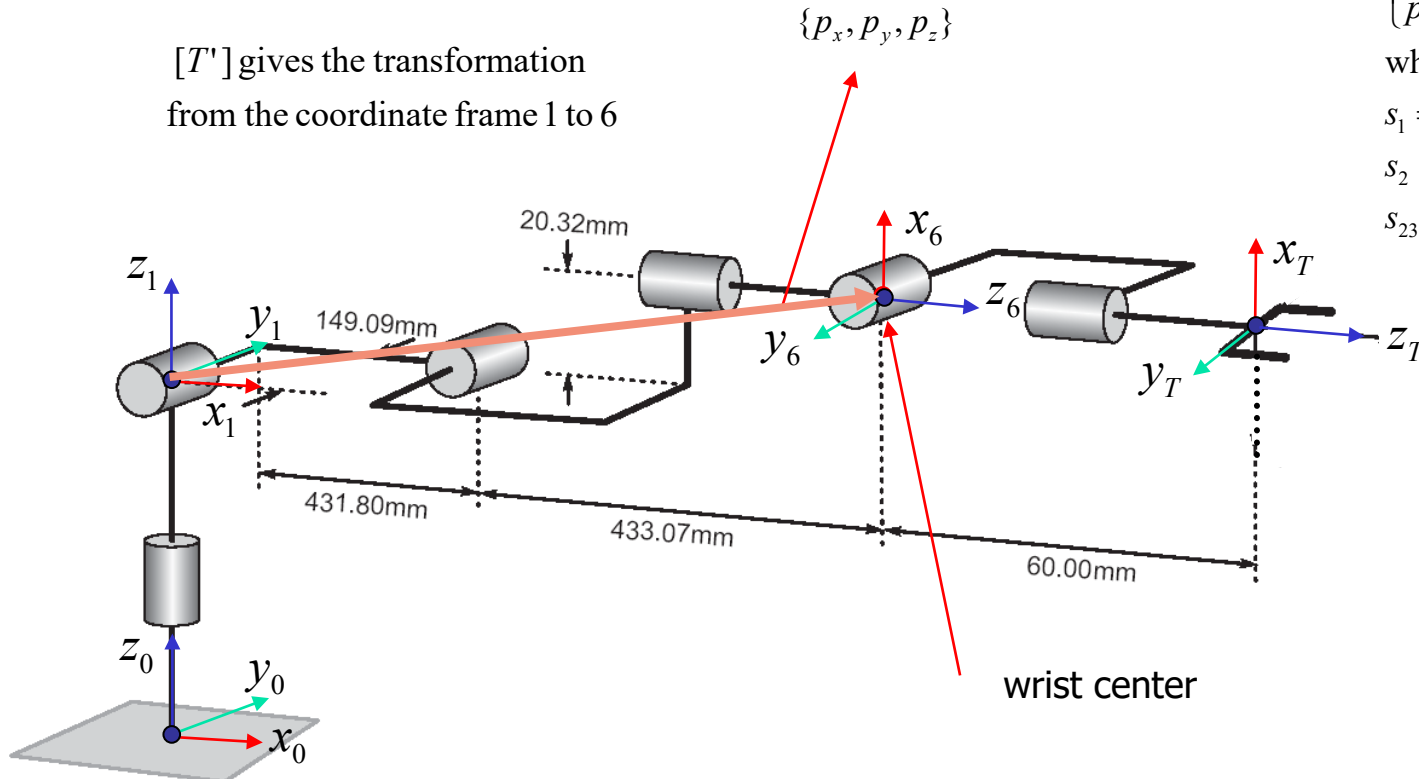 {p_x, p_y, p_z}
[T'] gives the transformation
from the coordinate frame 1 to 6
{p
wh
s_1 =
s_2
s_23
20.32mm
x_6
x_T
z_1
y_1
149.09mm
z_6
y_6
z_T
y_T
x_1
431.80mm
433.07mm
60.00mm
z_0
y_0
wrist center
x_0